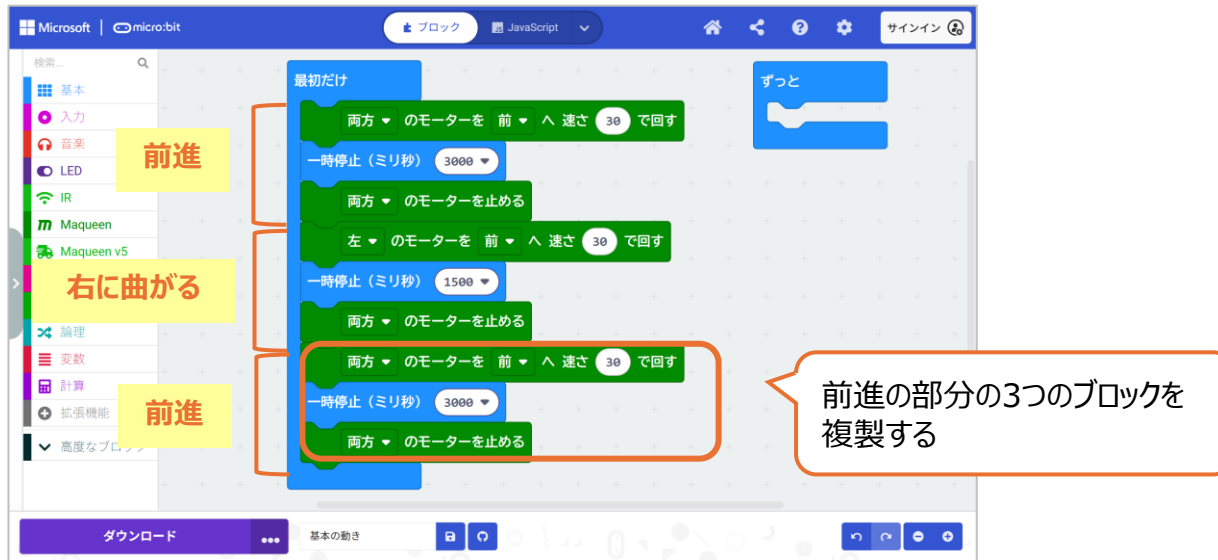 Microsoft | micro:bit
ブロック
JavaScript
サインイン
検索...
基本
入力
音楽
LED
IR
Maqueen
Maqueen v5
論理
変数
計算
拡張機能
高度なブロック
前進
右に曲がる
前進
最初だけ
両方 のモーターを 前 へ 速さ 30 で回す
一時停止（ミリ秒） 3000
両方 のモーターを止める
左 のモーターを 前 へ 速さ 30 で回す
一時停止（ミリ秒） 1500
両方 のモーターを止める
両方 のモーターを 前 へ 速さ 30 で回す
一時停止（ミリ秒） 3000
両方 のモーターを止める
ずっと
前進の部分の3つのブロックを
複製する
ダウンロード
基本の動き